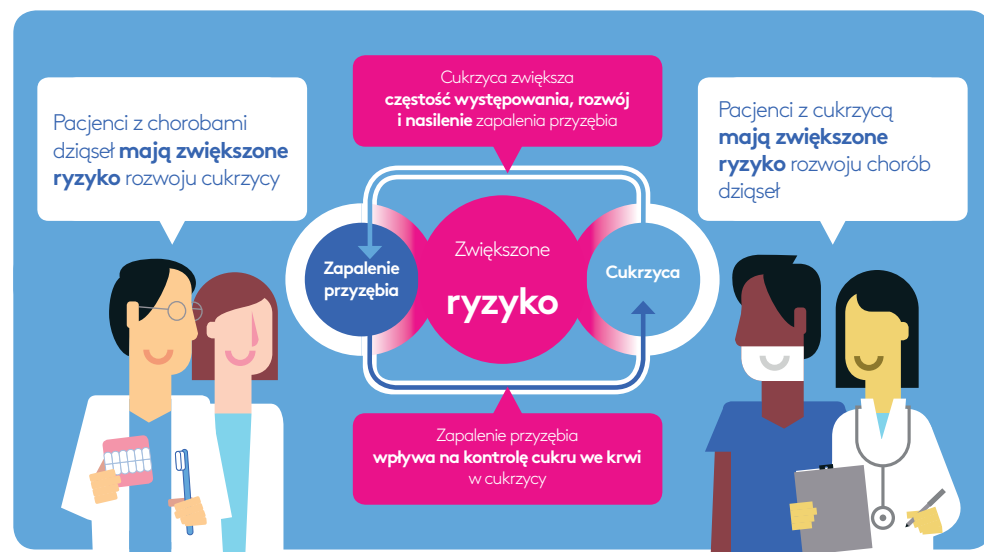 Pacjenci z chorobami
dziąseł mają zwiększone
ryzyko rozwoju cukrzycy
Cukrzyca zwiększa
częstość występowania, rozwój
i nasilenie zapalenia przyzębia
Pacjenci z cukrzycą
mają zwiększone
ryzyko rozwoju chorób
dziąseł
Zapalenie
przyzębia
Zwiększone
ryzyko
Cukrzyca
Zapalenie przyzębia
wpływa na kontrolę cukru we krwi
w cukrzycy